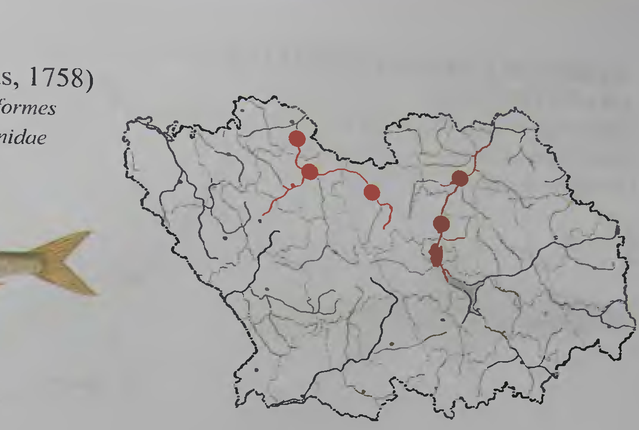 s, 1758)
formes
nidae